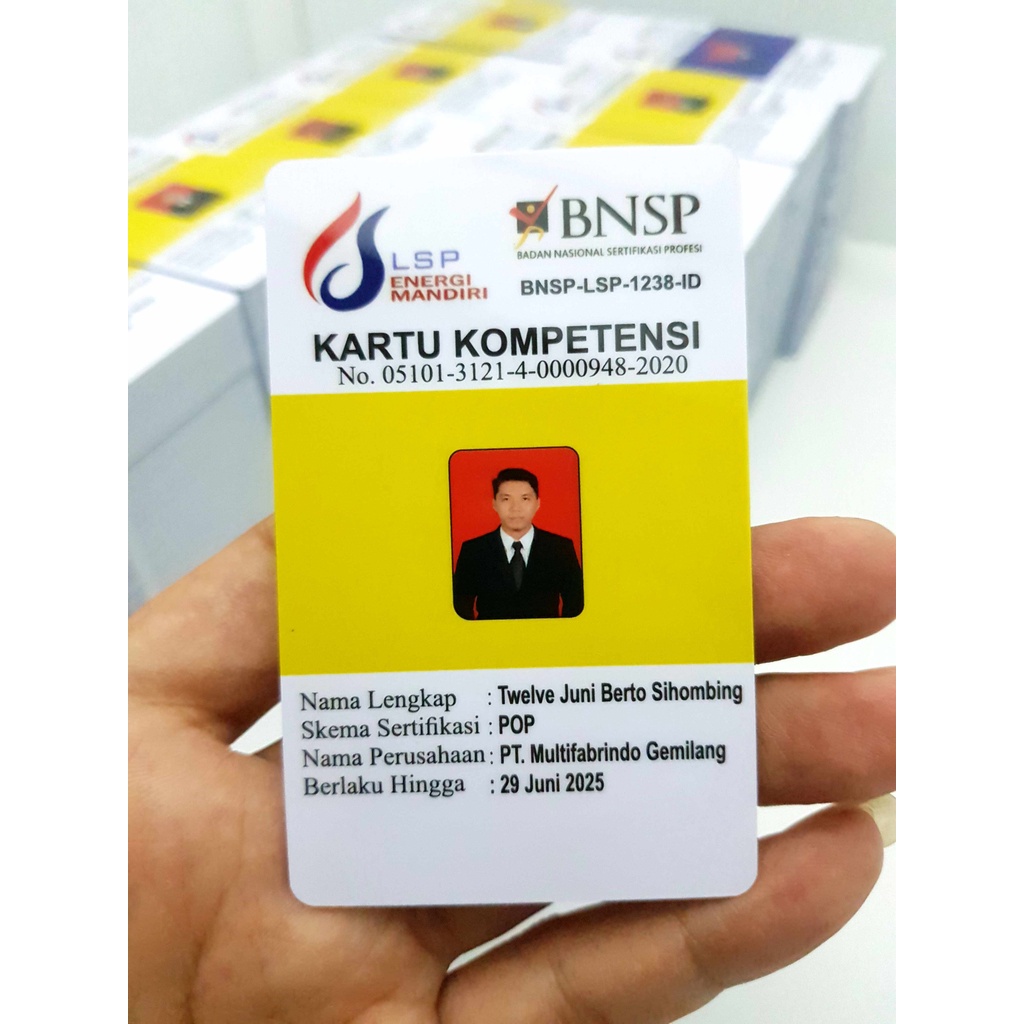 LSP
ENERGI
MANDIRI
BNSP
BADAN NASIONAL SERTIFIKASI PROFESI
BNSP-LSP-1238-ID
KARTU KOMPETENSI
No. 05101-3121-4-0000948-2020
Nama Lengkap : Twelve Juni Berto Sihombing
Skema Sertifikasi : POP
Nama Perusahaan : PT. Multifabrindo Gemilang
Berlaku Hingga : 29 Juni 2025